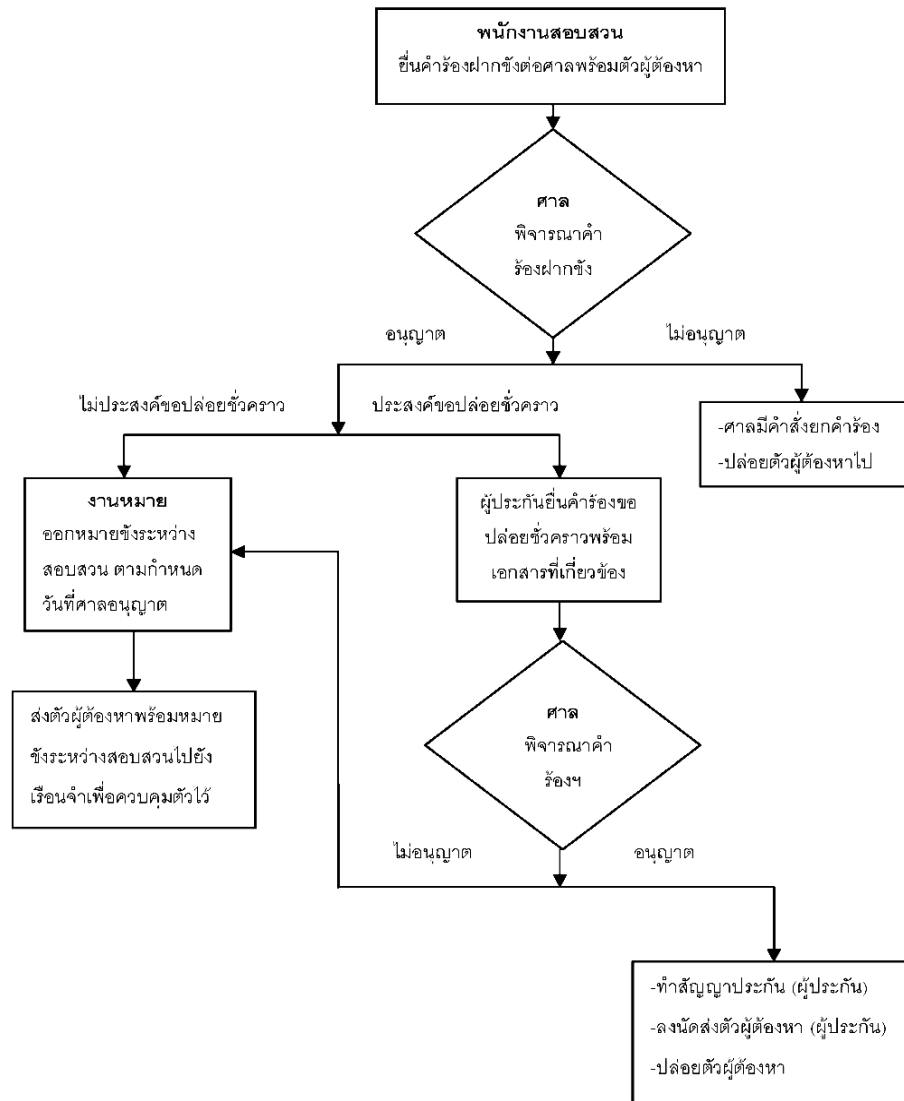 พนักงานสอบสวน
ยื่นคำร้องฝากขังต่อศาลพร้อมตัวผู้ต้องหา
ศาล
พิจารณาคำ
ร้องฝากขัง
อนุญาต
ไม่อนุญาต
ไม่ประสงค์ขอปล่อยชั่วคราว
ประสงค์ขอปล่อยชั่วคราว
-ศาลมีคำสั่งยกคำร้อง
-ปล่อยตัวผู้ต้องหาไป
งานหมาย
ออกหมายขังระหว่าง
สอบสวน ตามกำหนด
วันที่ศาลอนุญาต
ผู้ประกันยื่นคำร้องขอ
ปล่อยชั่วคราวพร้อม
เอกสารที่เกี่ยวข้อง
ส่งตัวผู้ต้องหาพร้อมหมาย
ขังระหว่างสอบสวนไปยัง
เรือนจำเพื่อควบคุมตัวไว้
ศาล
พิจารณาคำ
ร้องฯ
ไม่อนุญาต
อนุญาต
-ทำสัญญาประกัน (ผู้ประกัน)
-ลงนัดส่งตัวผู้ต้องหา (ผู้ประกัน)
-ปล่อยตัวผู้ต้องหา